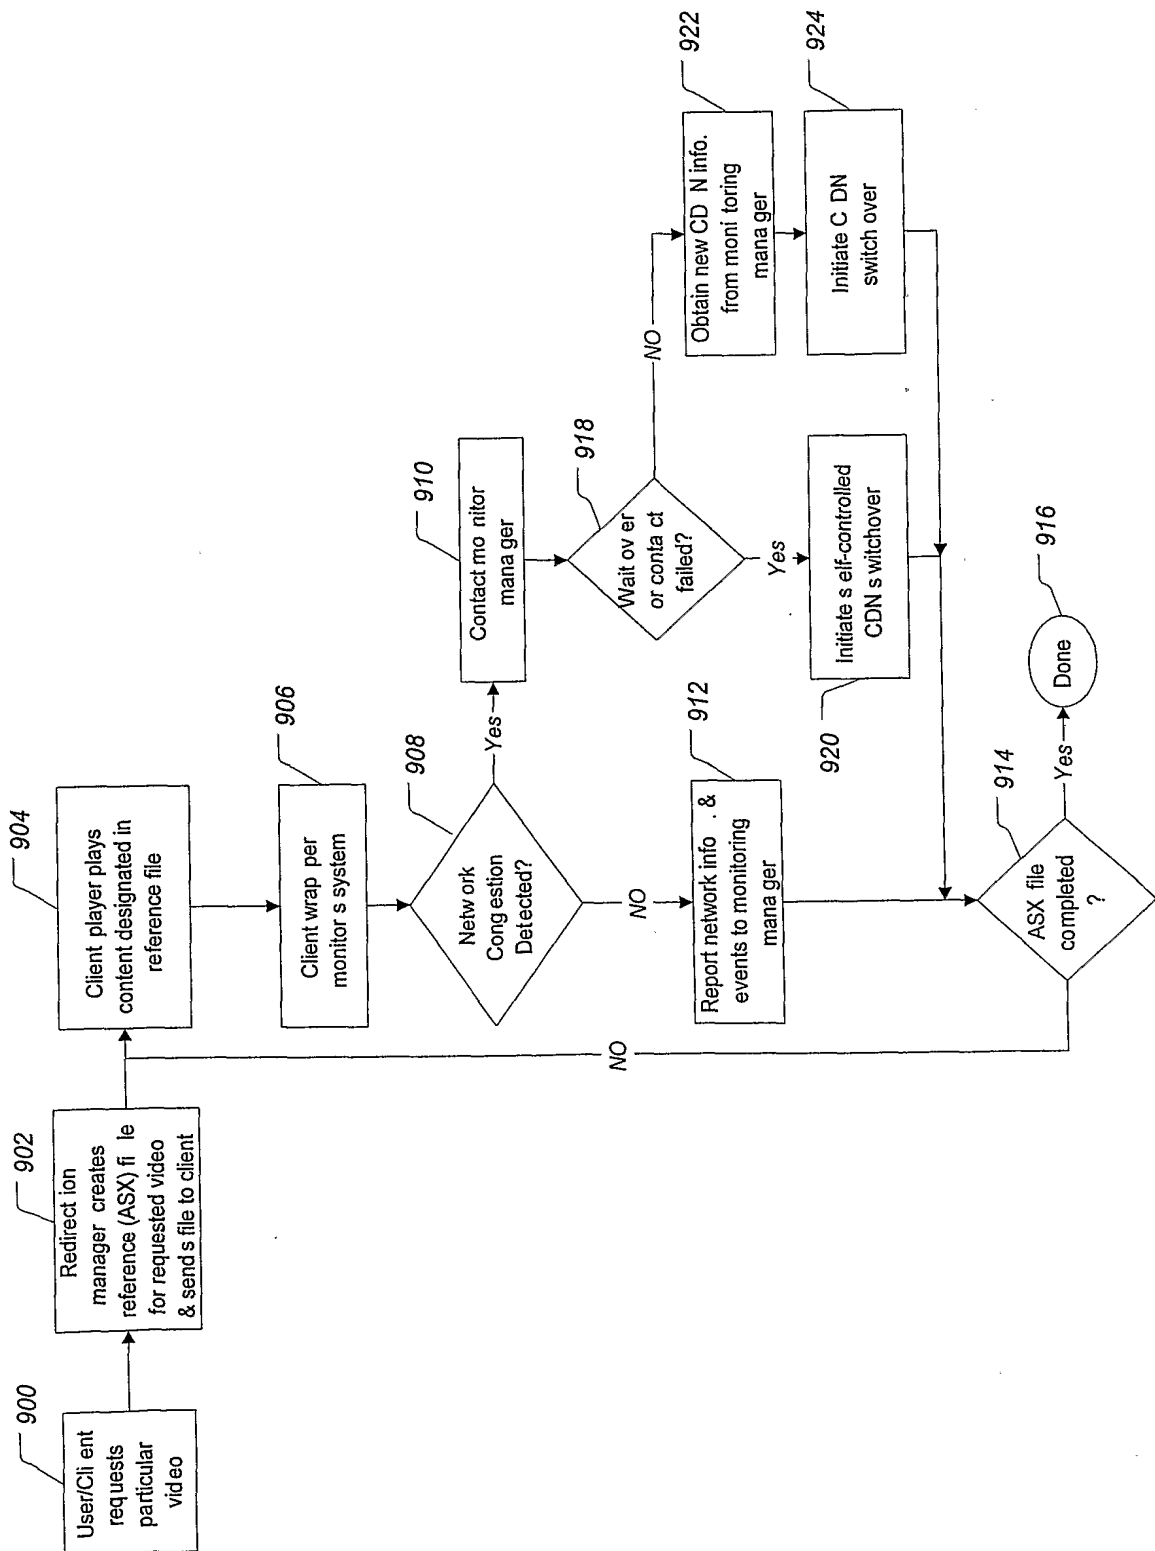 900
User/Cli ent
requests
particular
video
902
Redirect ion
manager creates
reference (ASX) fi le
for requested video
& send s file to client
904
Client player plays
content designated in
reference file
906
Client wrap per
monitor s system
908
Netw ork
Cong estion
Det ected?
Yes
NO
910
Contact mo nitor
mana ger
912
Report network info . &
events to monitoring
mana ger
918
Wait ov er
or conta ct
failed?
NO
Yes
920
Initiate s elf-controlled
CDN s witchover
922
Obtain new CD N info.
from moni toring
mana ger
924
Initiate C DN
switch over
914
ASX file
completed
?
Yes
NO
916
Done